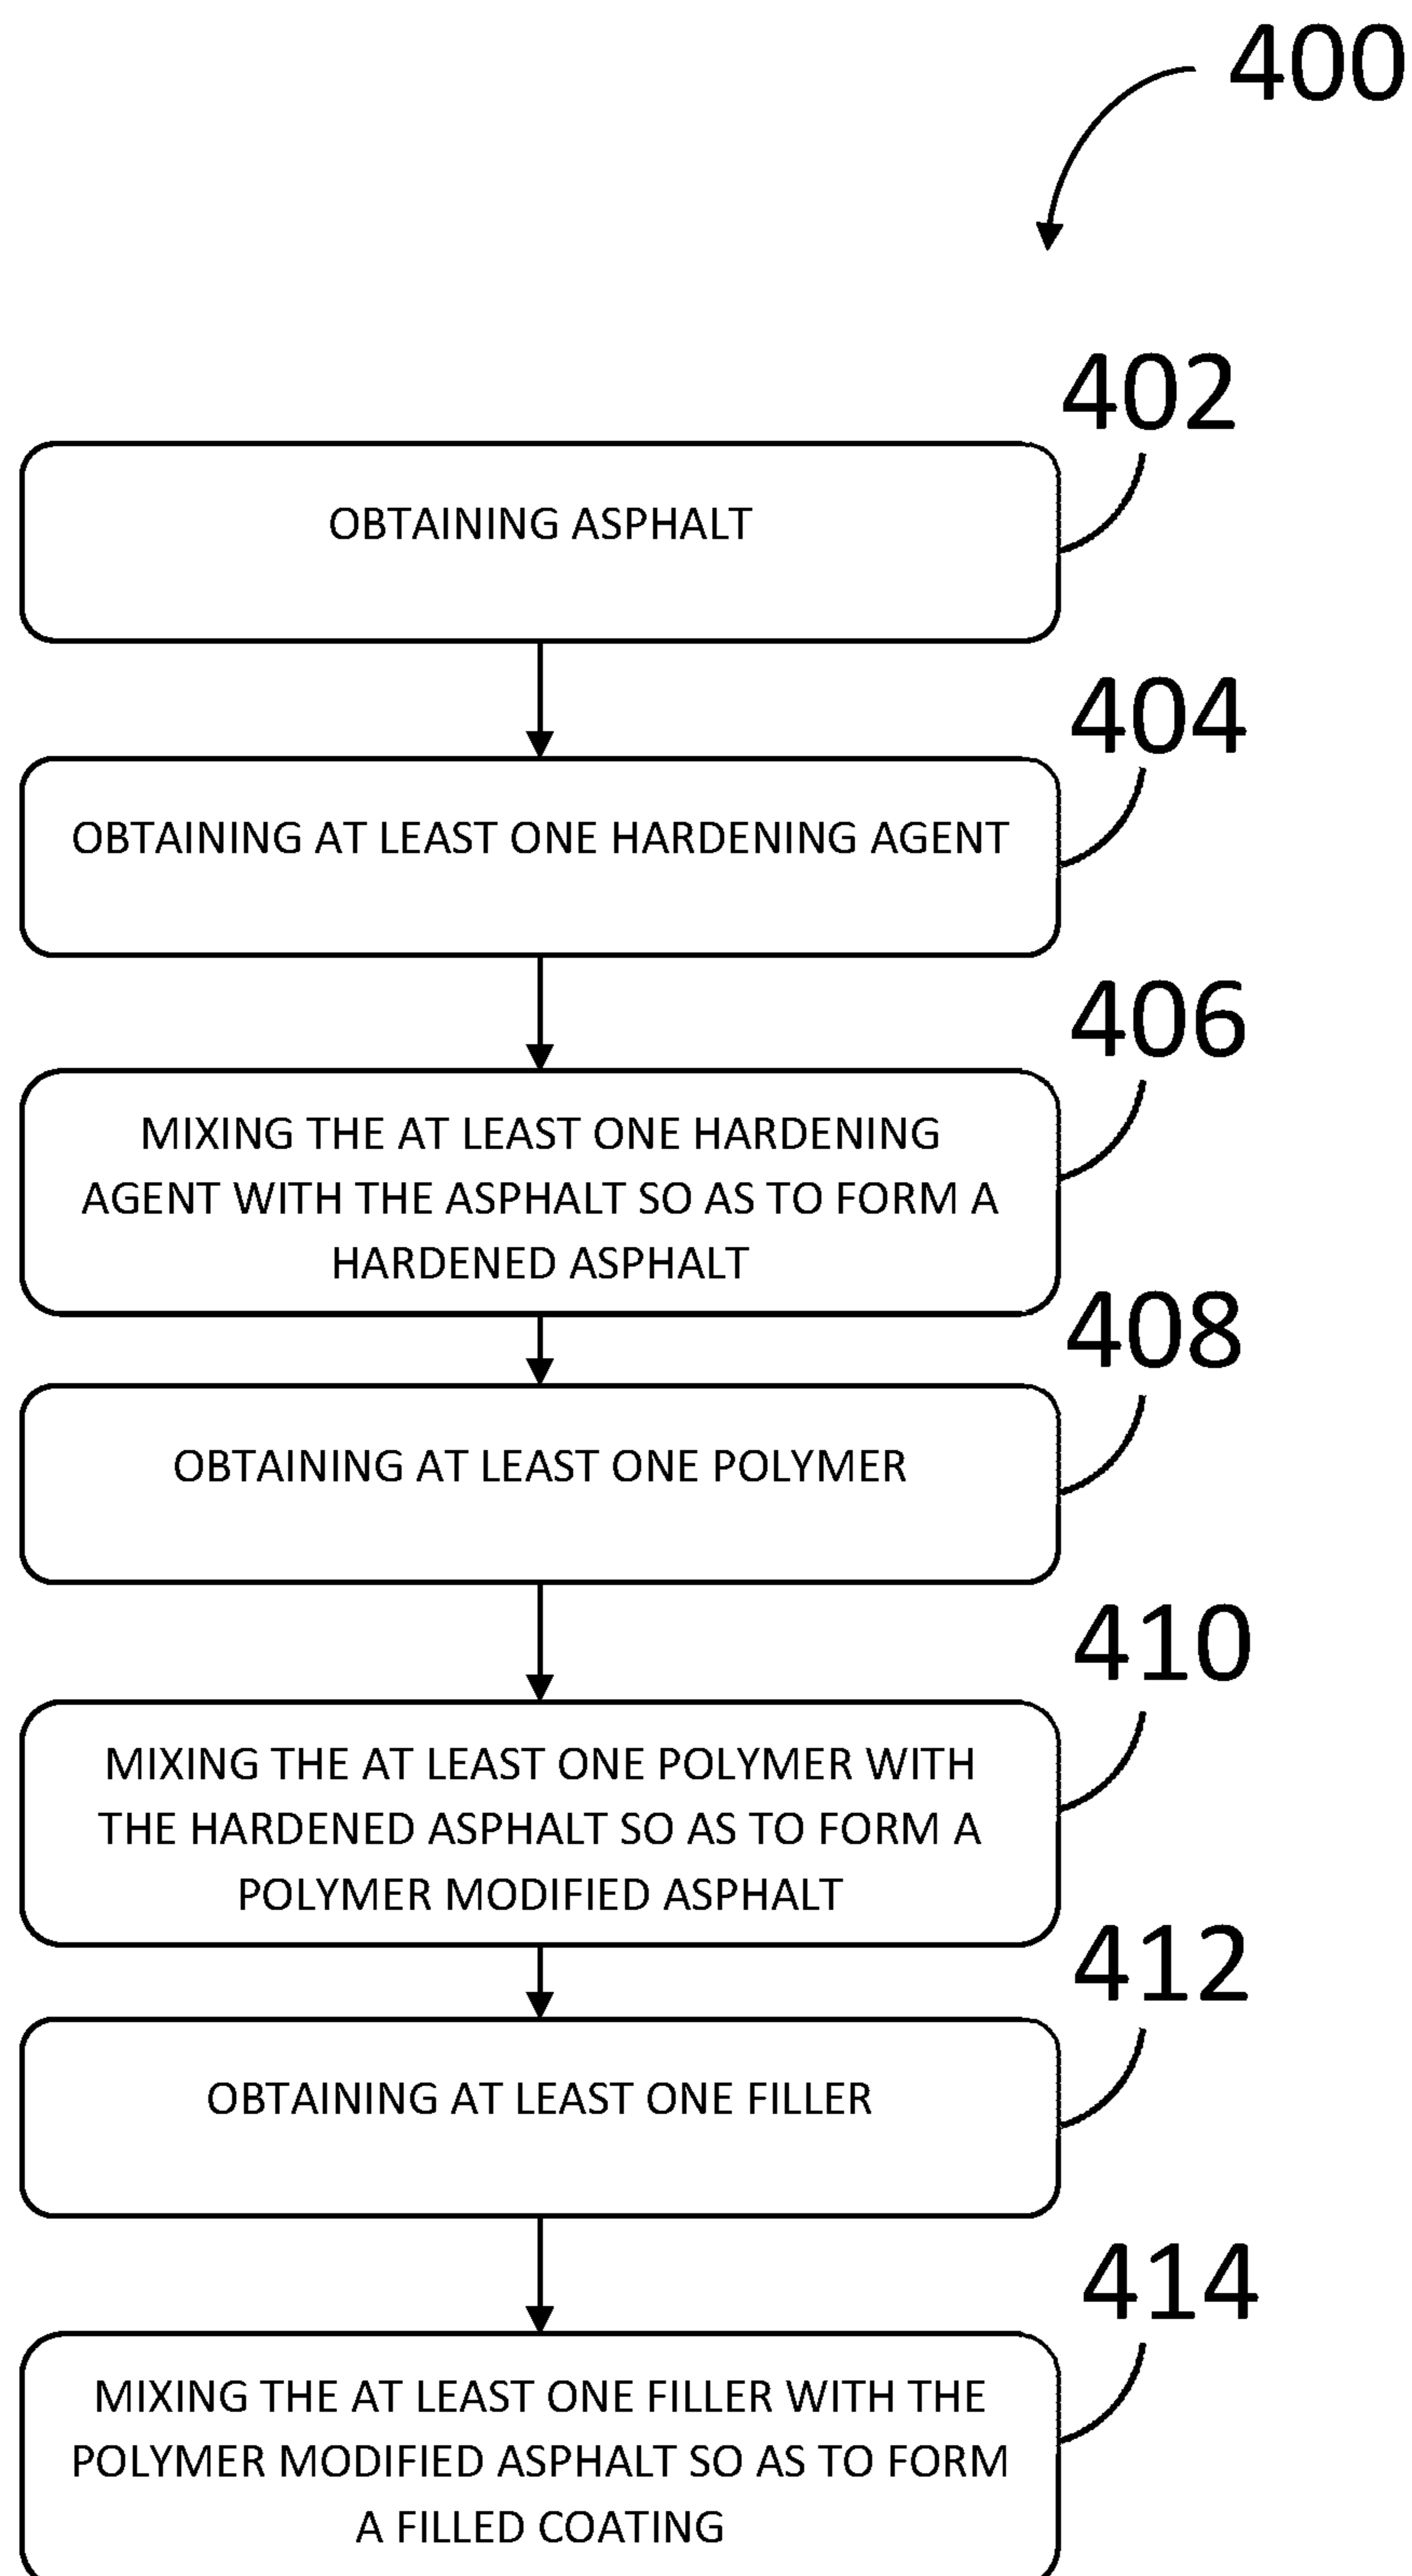 400
402
OBTAINING ASPHALT
404
OBTAINING AT LEAST ONE HARDENING AGENT
406
MIXING THE AT LEAST ONE HARDENING
AGENT WITH THE ASPHALT SO AS TO FORM A
HARDENED ASPHALT
408
OBTAINING AT LEAST ONE POLYMER
410
MIXING THE AT LEAST ONE POLYMER WITH
THE HARDENED ASPHALT SO AS TO FORM A
POLYMER MODIFIED ASPHALT
412
OBTAINING AT LEAST ONE FILLER
414
MIXING THE AT LEAST ONE FILLER WITH THE
POLYMER MODIFIED ASPHALT SO AS TO FORM
A FILLED COATING